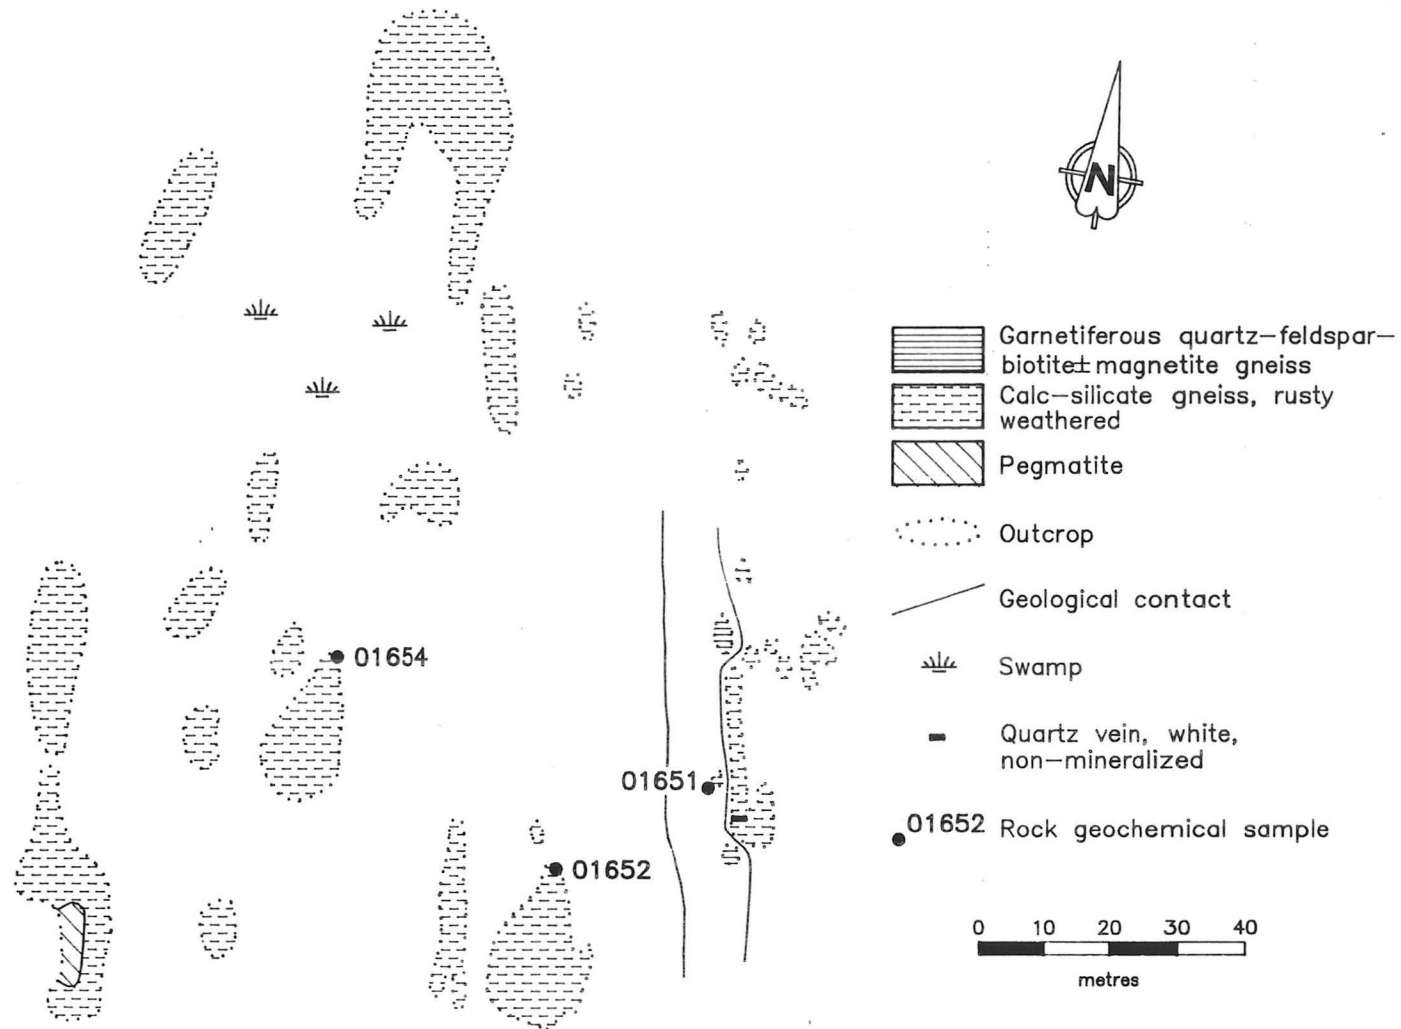 N
Garnetiferous quartz–feldspar–
biotite±magnetite gneiss
Calc–silicate gneiss, rusty
weathered
Pegmatite
Outcrop
Geological contact
Swamp
Quartz vein, white,
non–mineralized
01652 Rock geochemical sample
01654
01651
01652
0 10 20 30 40
metres